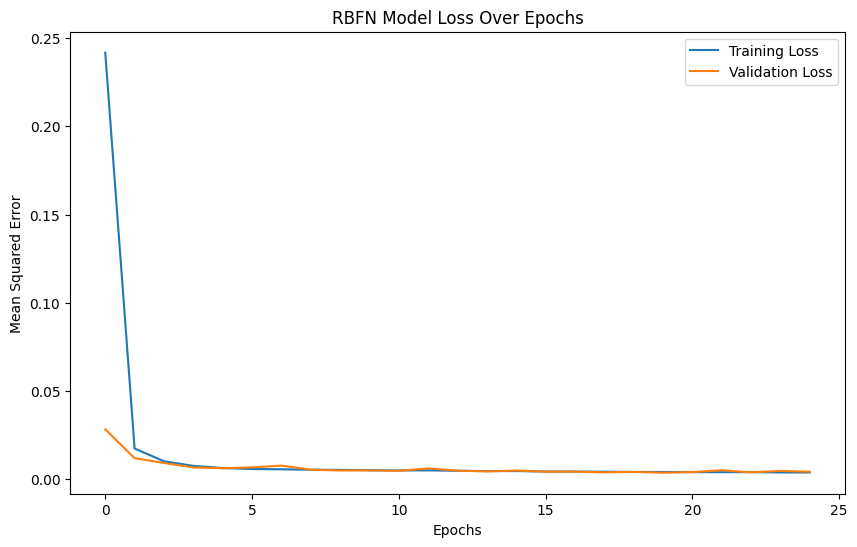 RBFN Model Loss Over Epochs
Training Loss
Validation Loss
Mean Squared Error
0.25
0.20
0.15
0.10
0.05
0.00
0 5 10 15 20 25
Epochs